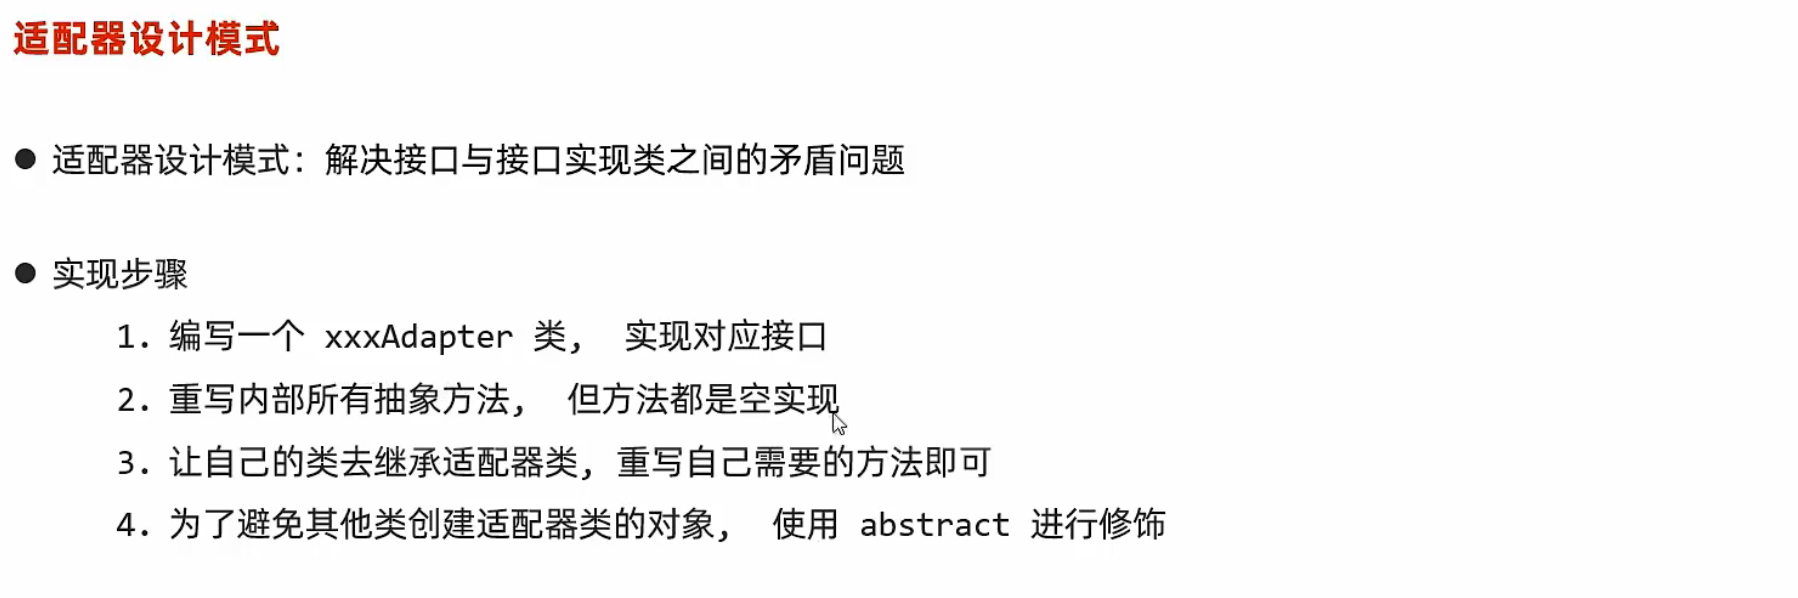 适配器设计模式
● 适配器设计模式：解决接口与接口实现类之间的矛盾问题
● 实现步骤
1. 编写一个 xxxAdapter 类， 实现对应接口
2. 重写内部所有抽象方法， 但方法都是空实现
3. 让自己的类去继承适配器类，重写自己需要的方法即可
4. 为了避免其他类创建适配器类的对象， 使用 abstract 进行修饰